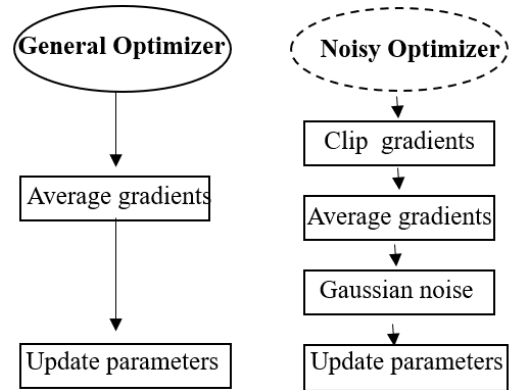 General Optimizer
Average gradients
Update parameters
Noisy Optimizer
Clip gradients
Average gradients
Gaussian noise
Update parameters